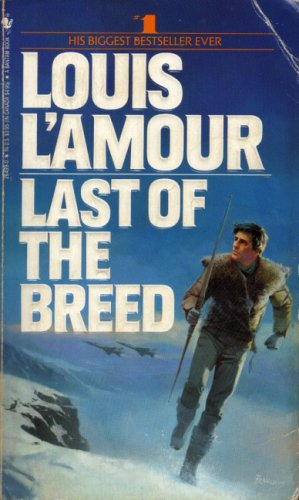 #1
HIS BIGGEST BESTSELLER EVER
LOUIS
L'AMOUR
LAST OF
THE
BREED